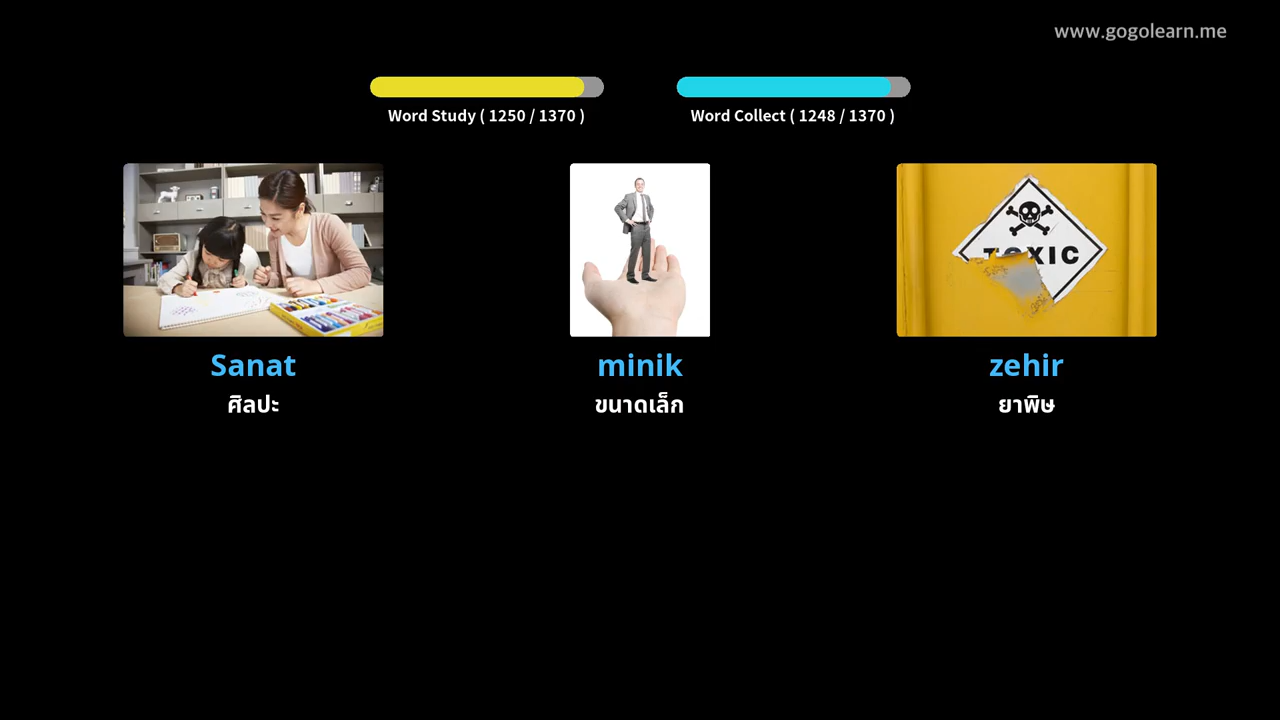 www.gogolearn.me
Word Study ( 1250 / 1370 )
Word Collect ( 1248 / 1370 )
TOXIC
Sanat
minik
zehir
ศิลปะ
ขนาดเล็ก
ยาพิษ